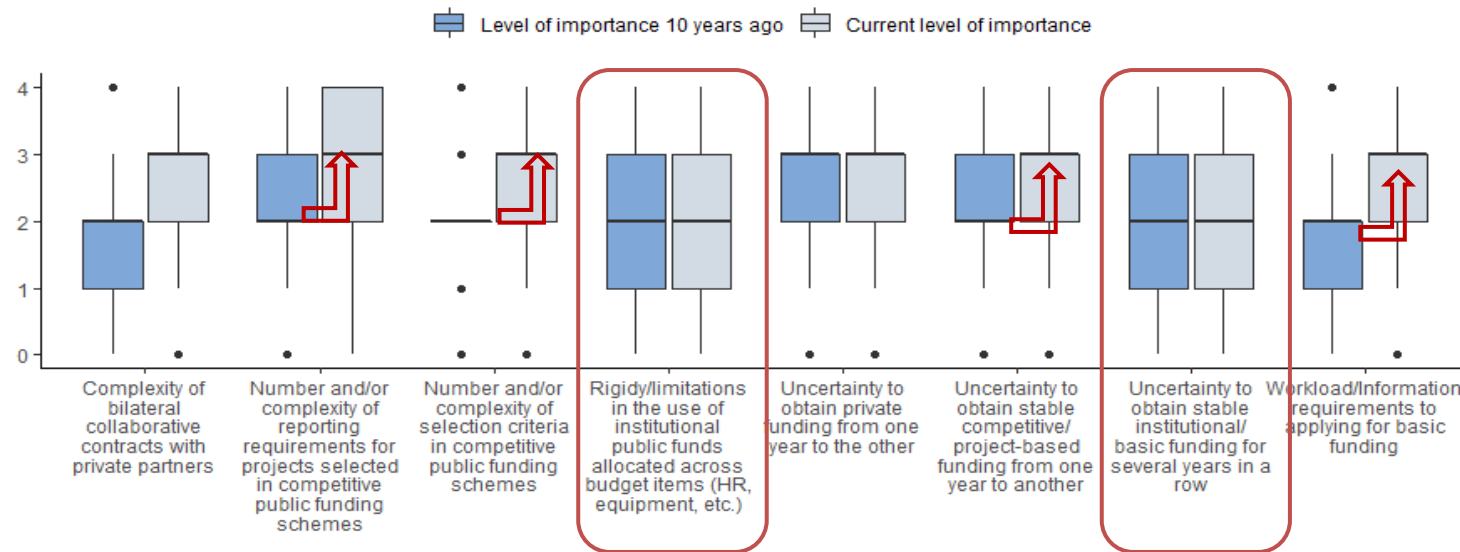 Level of importance 10 years ago Current level of importance
4
3
2
1
0
Complexity of
bilateral
collaborative
contracts with
private partners
Number and/or
complexity of
reporting
requirements for
projects selected
in competitive
public funding
schemes
Number and/or
complexity of
selection criteria
in competitive
public funding
schemes
Rigidy/limitations
in the use of
institutional
public funds
allocated across
budget items (HR,
equipment, etc.)
Uncertainty to
obtain private
funding from one
year to the other
Uncertainty to
obtain stable
competitive/
project-based
funding from one
year to another
Uncertainty to
obtain stable
institutional/
basic funding for
several years in a
row
Workload/Information
requirements to
applying for basic
funding